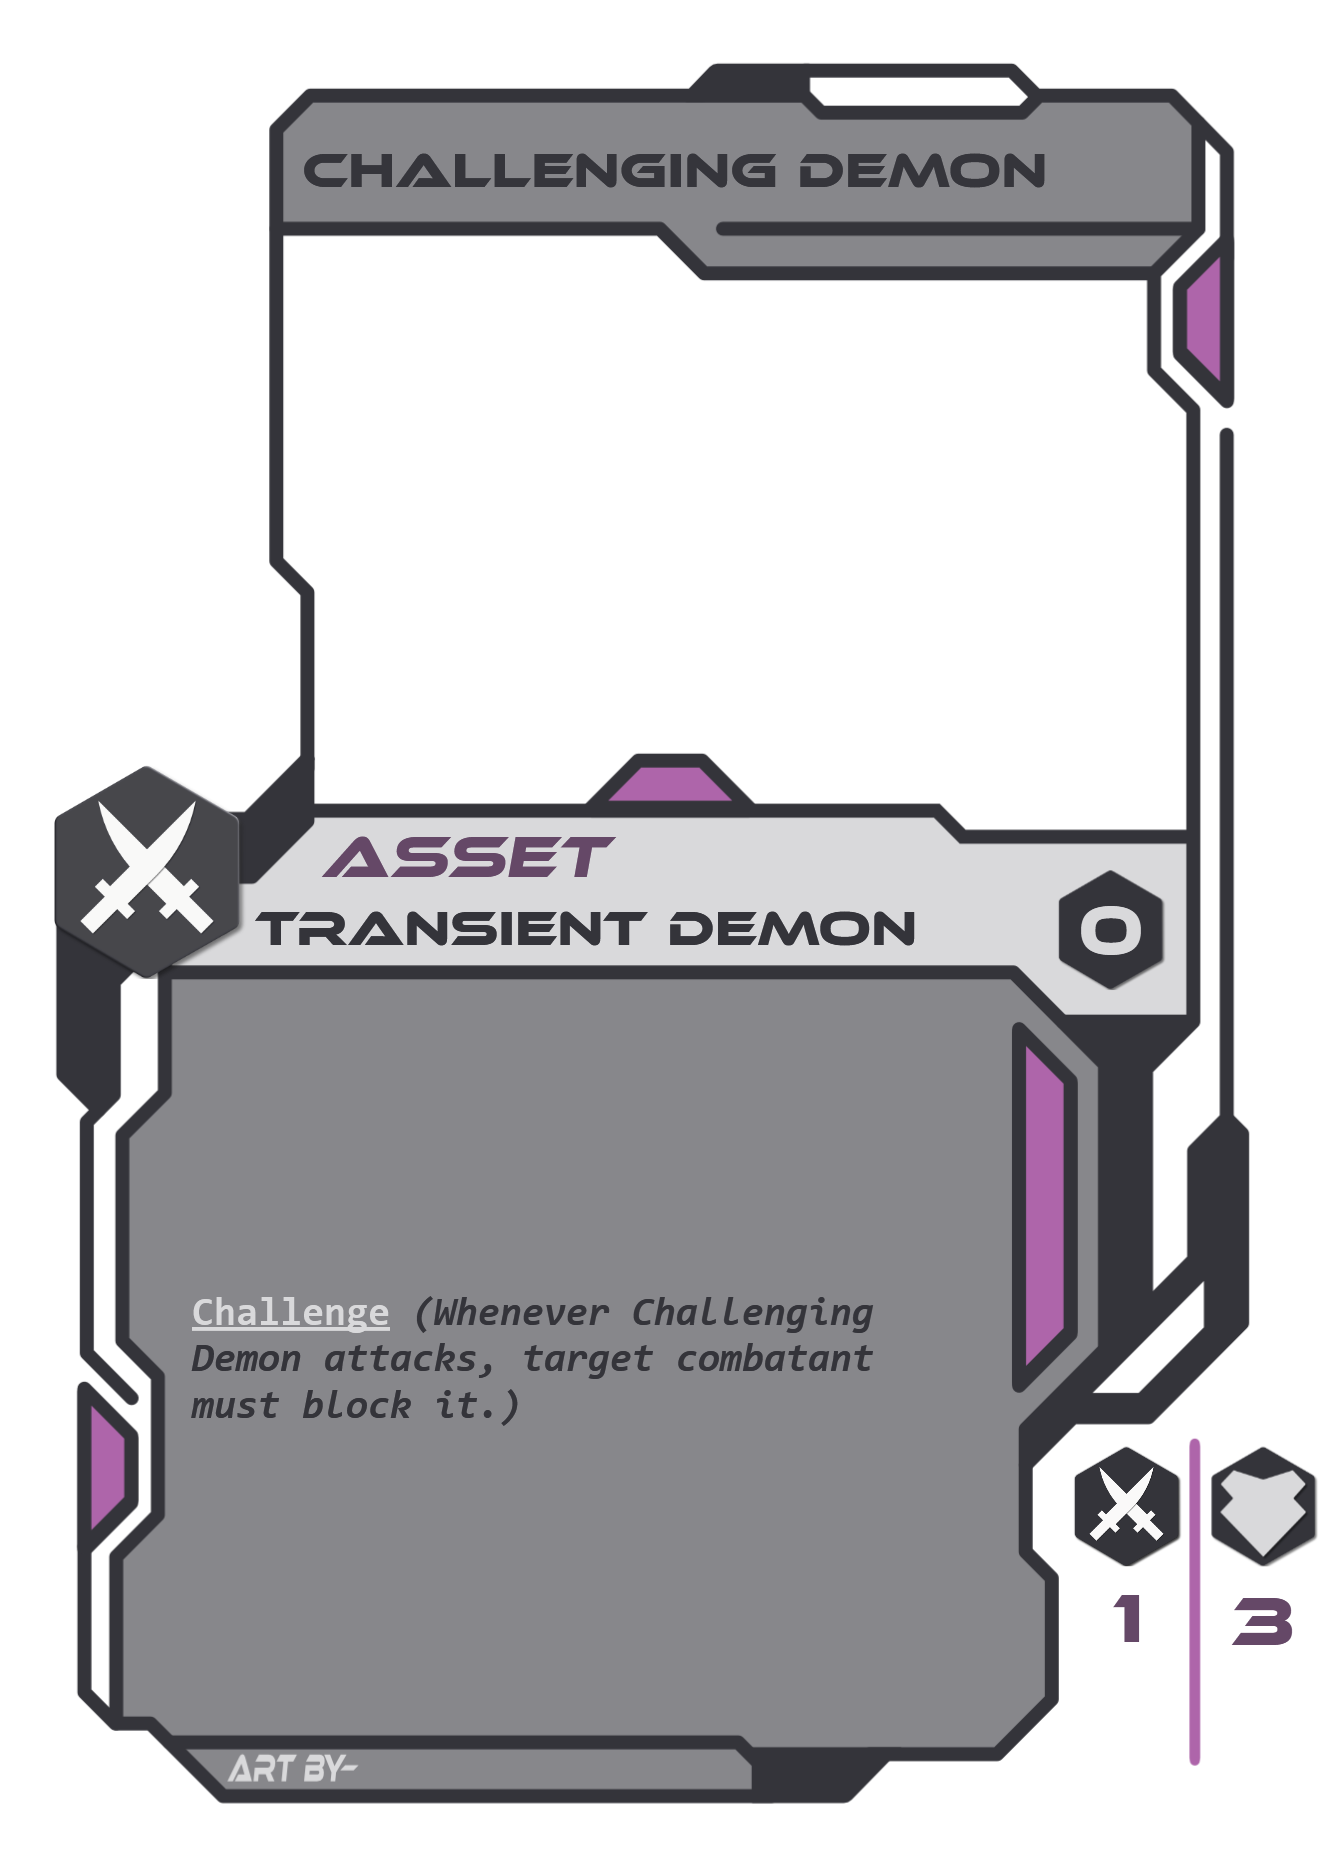 CHALLENGING DEMON
ASSET
TRANSIENT DEMON
0
Challenge (Whenever Challenging
Demon attacks, target combatant
must block it.)
1
3
ART BY-